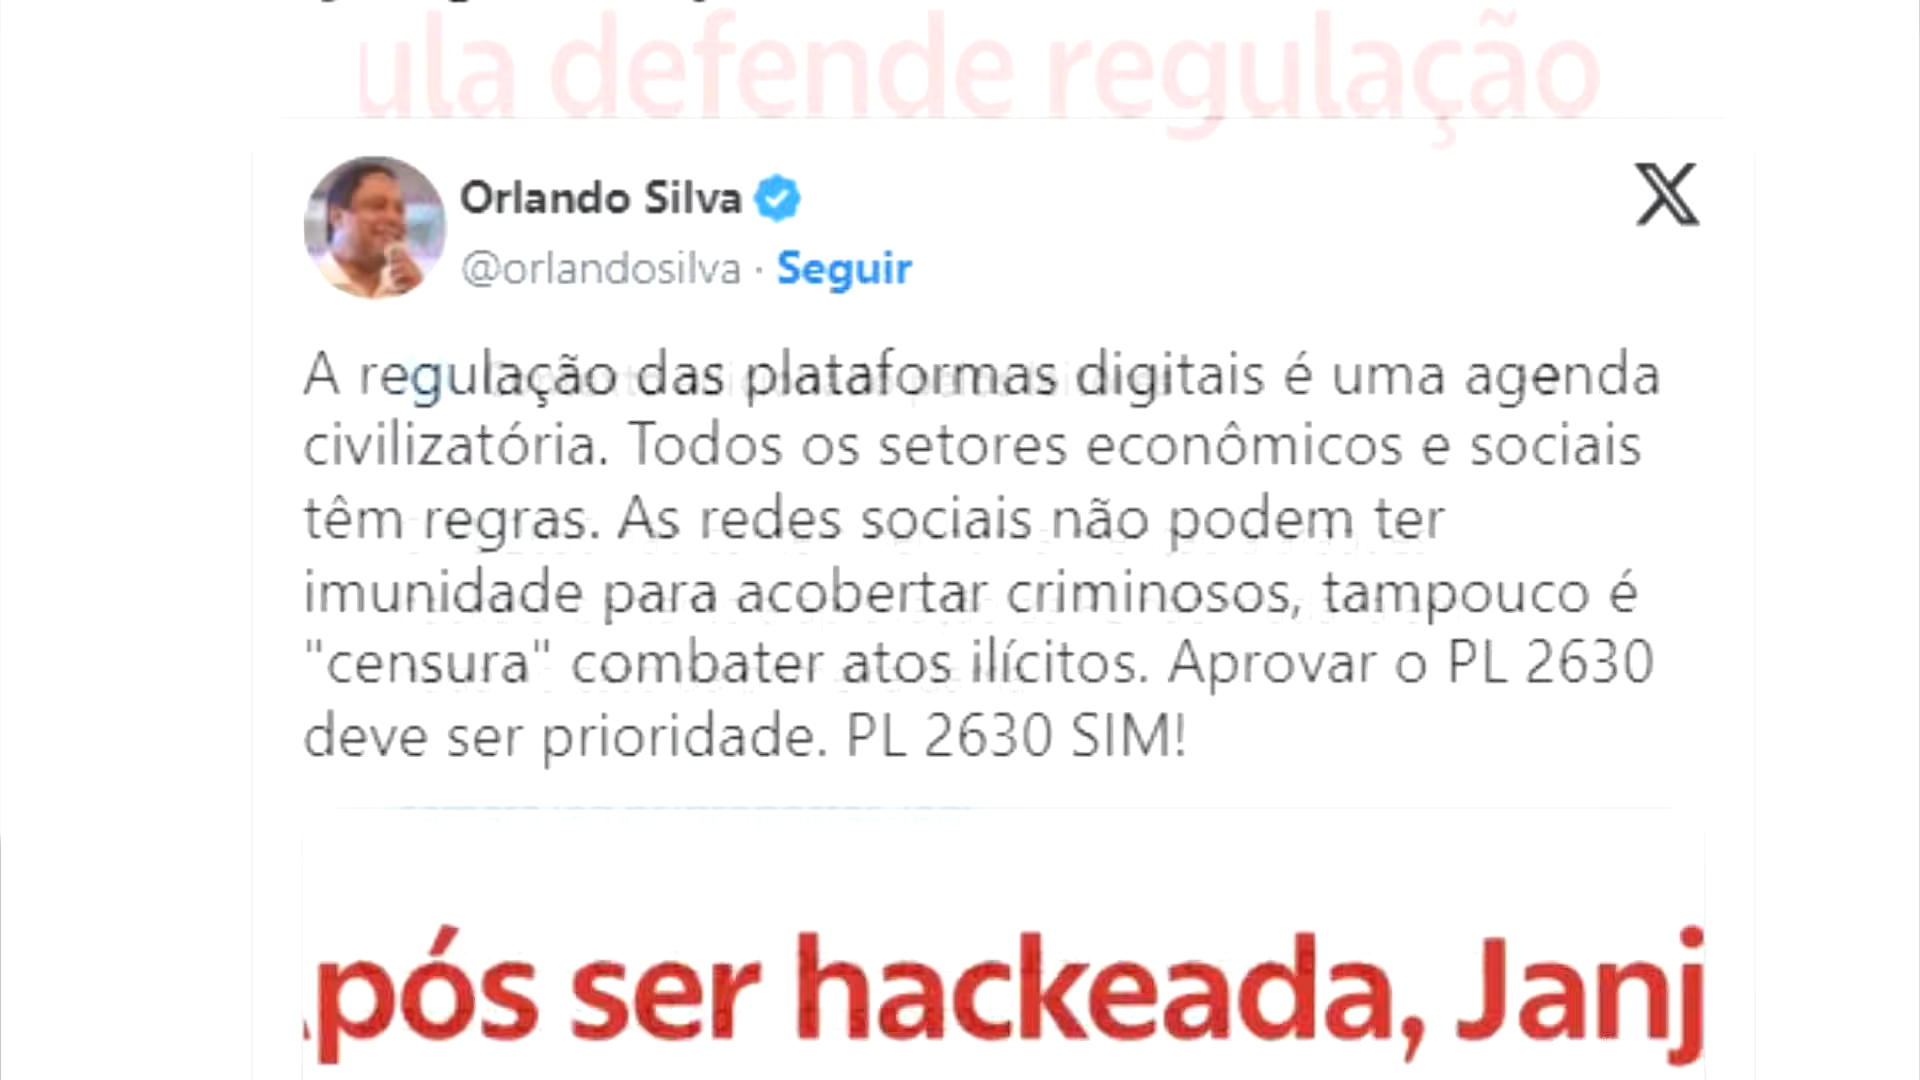 ula defende regulação
Orlando Silva
@orlandosilva · Seguir
A regulação das plataformas digitais é uma agenda
civilizatória. Todos os setores econômicos e sociais
têm regras. As redes sociais não podem ter
imunidade para acobertar criminosos, tampouco é
"censura" combater atos ilícitos. Aprovar o PL 2630
deve ser prioridade. PL 2630 SIM!
pós ser hackeada, Janj